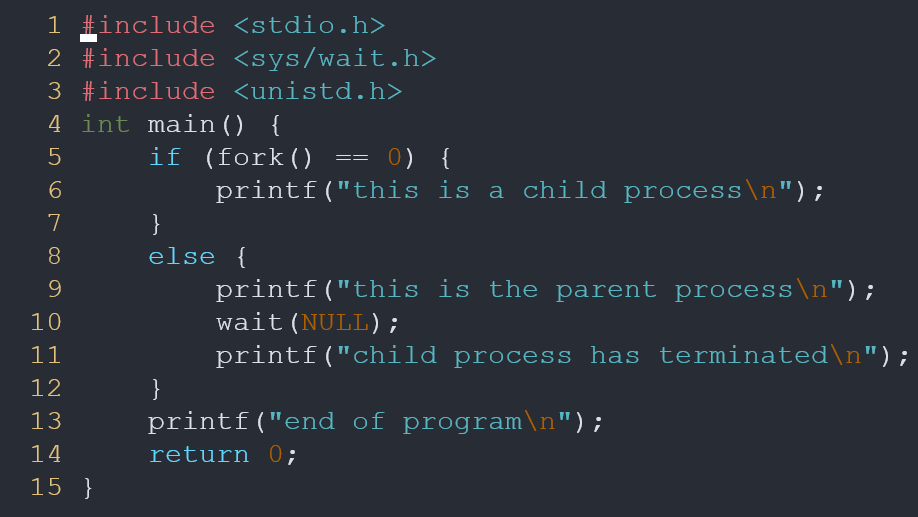 1 #include <stdio.h>
2 #include <sys/wait.h>
3 #include <unistd.h>
4 int main() {
5     if (fork() == 0) {
6         printf("this is a child process\n");
7     }
8     else {
9         printf("this is the parent process\n");
10         wait(NULL);
11         printf("child process has terminated\n");
12     }
13     printf("end of program\n");
14     return 0;
15 }